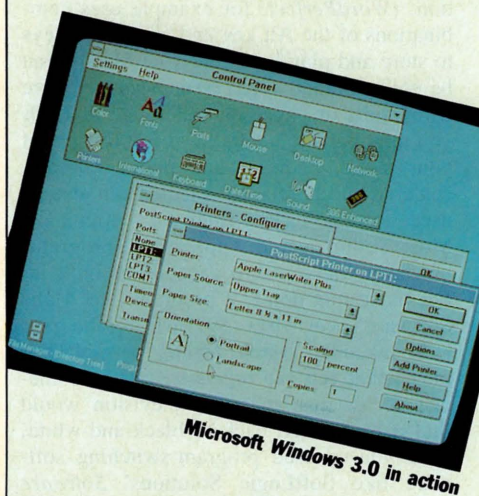 Control Panel
Settings Help
Color Fonts Ports Mouse Desktop Network
Printers International Keyboard Date/Time Sound 386 Enhanced
Printers - Configure
PostScript Printer on LPT1
Ports
None
LPT1:
LPT2
LPT3
COM1
OK
Device
PostScript Printer on LPT1:
Printer Apple LaserWriter Plus
Paper Source: Upper Tray
Paper Size: Letter 8 ½ x 11 in
Orientation
A
Portrait
Landscape
Scaling
100 percent
Copies: 1
OK
Cancel
Options
Add Printer
Help
About...
File Manager - [Directory Tree]
Microsoft Windows 3.0 in action